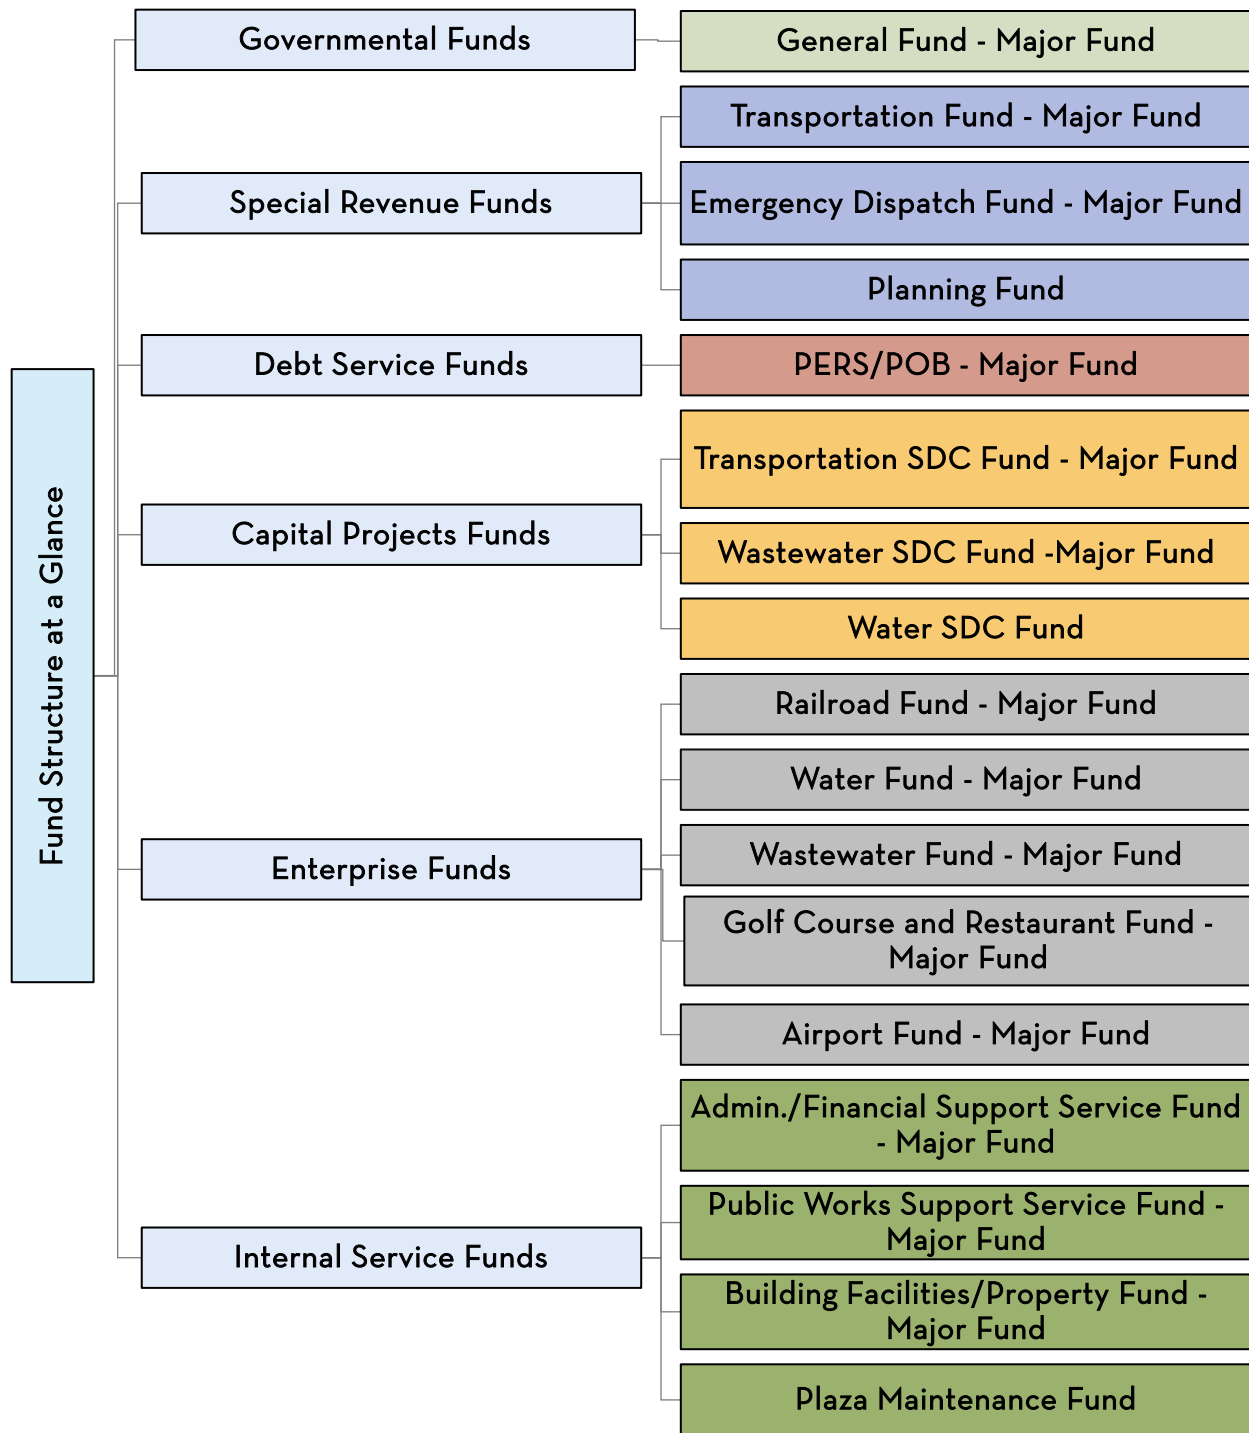 Fund Structure at a Glance
Governmental Funds
General Fund - Major Fund
Special Revenue Funds
Transportation Fund - Major Fund
Emergency Dispatch Fund - Major Fund
Planning Fund
Debt Service Funds
PERS/POB - Major Fund
Capital Projects Funds
Transportation SDC Fund - Major Fund
Wastewater SDC Fund -Major Fund
Water SDC Fund
Enterprise Funds
Railroad Fund - Major Fund
Water Fund - Major Fund
Wastewater Fund - Major Fund
Golf Course and Restaurant Fund -
Major Fund
Airport Fund - Major Fund
Internal Service Funds
Admin./Financial Support Service Fund
- Major Fund
Public Works Support Service Fund -
Major Fund
Building Facilities/Property Fund -
Major Fund
Plaza Maintenance Fund